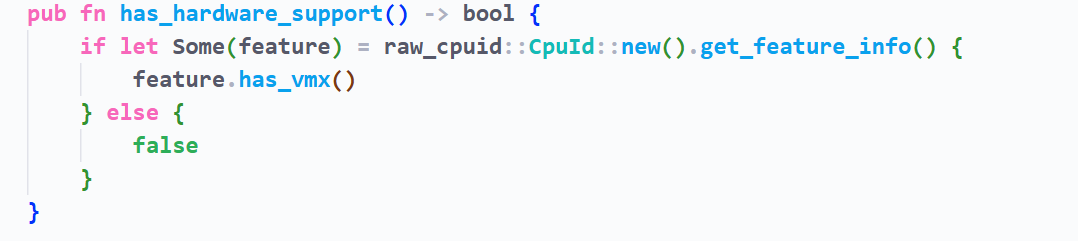 pub fn has_hardware_support() -> bool {
    if let Some(feature) = raw_cpuid::CpuId::new().get_feature_info() {
        feature.has_vmx()
    } else {
        false
    }
}